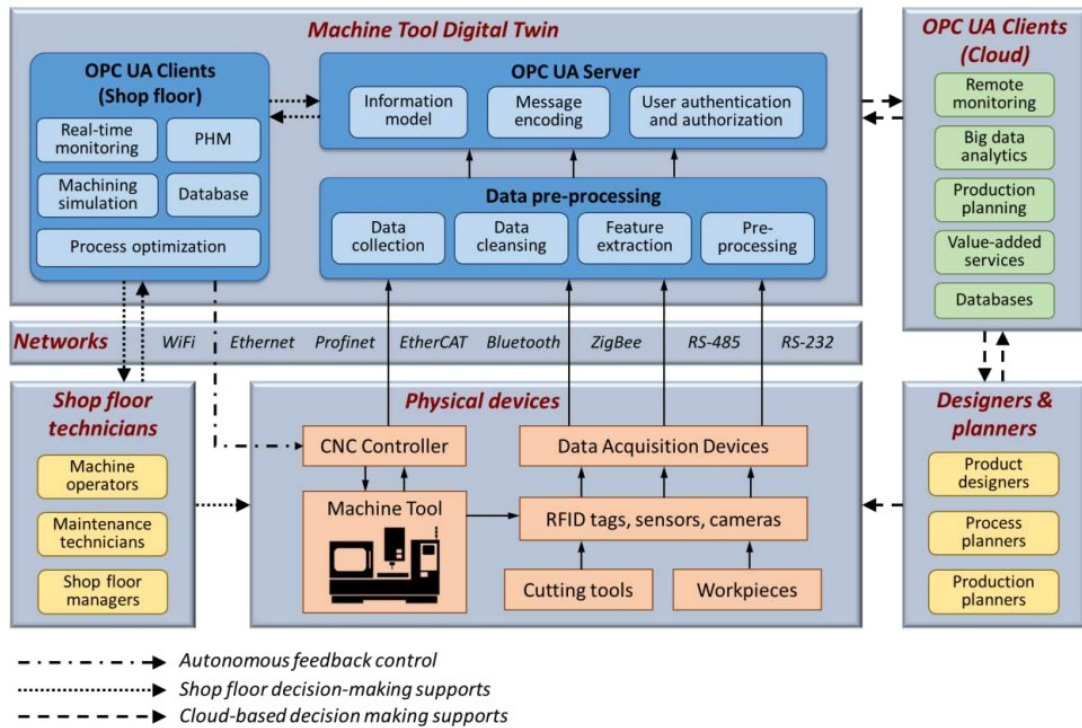 Machine Tool Digital Twin
OPC UA Clients
(Shop floor)
Real-time
monitoring
PHM
Machining
simulation
Database
Process optimization
OPC UA Server
Information
model
Message
encoding
User authentication
and authorization
Data pre-processing
Data
collection
Data
cleansing
Feature
extraction
Pre-
processing
OPC UA Clients
(Cloud)
Remote
monitoring
Big data
analytics
Production
planning
Value-added
services
Databases
Networks
WiFi
Ethernet
Profinet
EtherCAT
Bluetooth
ZigBee
RS-485
RS-232
Shop floor
technicians
Machine
operators
Maintenance
technicians
Shop floor
managers
Physical devices
CNC Controller
Machine Tool
Data Acquisition Devices
RFID tags, sensors, cameras
Cutting tools
Workpieces
Designers &
planners
Product
designers
Process
planners
Production
planners
Autonomous feedback control
Shop floor decision-making supports
Cloud-based decision making supports